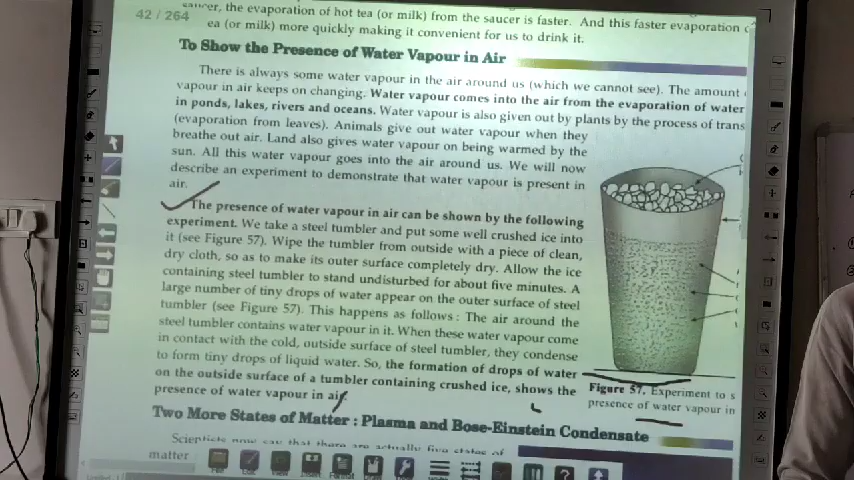 42 / 264
saucer, the evaporation of hot tea (or milk) from the saucer is faster. And this faster evaporation
ea (or milk) more quickly making it convenient for us to drink it.
To Show the Presence of Water Vapour in Air
There is always some water vapour in the air around us (which we cannot see). The amount
vapour in air keeps on changing. Water vapour comes into the air from the evaporation of water
in ponds, lakes, rivers and oceans. Water vapour is also given out by plants by the process of trans
(evaporation from leaves). Animals give out water vapour when they
breathe out air. Land also gives water vapour on being warmed by the
sun. All this water vapour goes into the air around us. We will now
describe an experiment to demonstrate that water vapour is present in
air.
The presence of water vapour in air can be shown by the following
experiment. We take a steel tumbler and put some well crushed ice into
it (see Figure 57). Wipe the tumbler from outside with a piece of clean,
dry cloth, so as to make its outer surface completely dry. Allow the ice
containing steel tumbler to stand undisturbed for about five minutes. A
large number of tiny drops of water appear on the outer surface of steel
tumbler (see Figure 57). This happens as follows : The air around the
steel tumbler contains water vapour in it. When these water vapour come
in contact with the cold, outside surface of steel tumbler, they condense
to form tiny drops of liquid water. So, the formation of drops of water
on the outside surface of a tumbler containing crushed ice, shows the
presence of water vapour in air.
Figure 57. Experiment to s
presence of water vapour in
Two More States of Matter : Plasma and Bose-Einstein Condensate
Scientists now say that there are actually five states of
matter